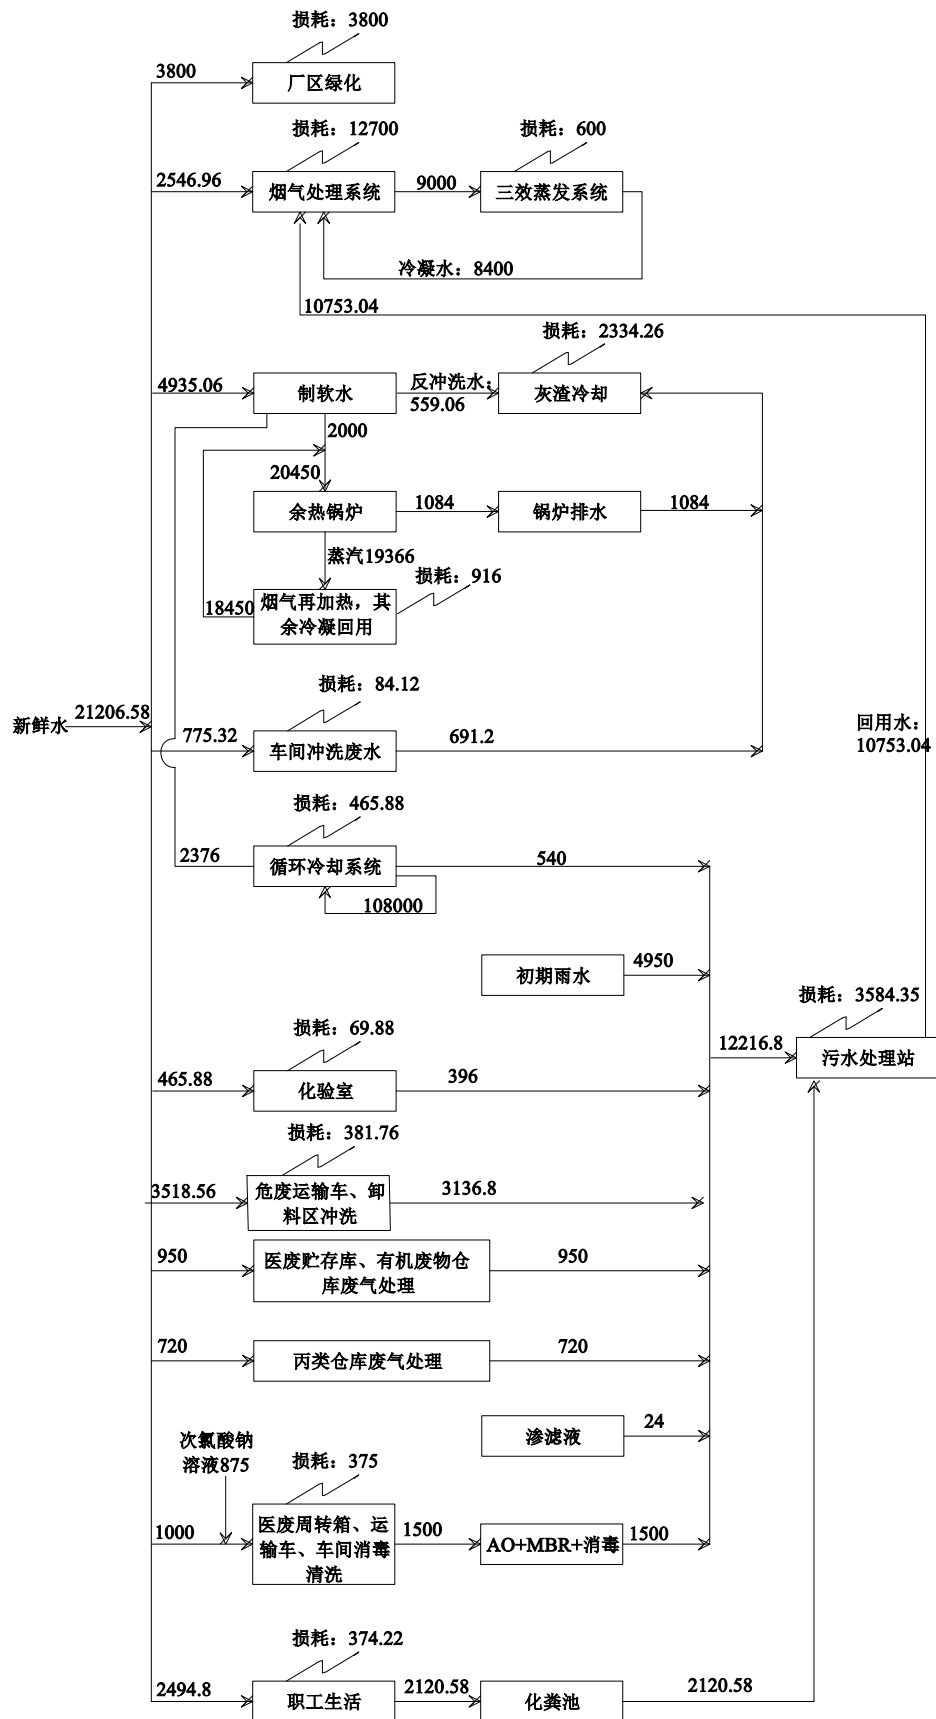 损耗：3800
3800
厂区绿化
损耗：12700
损耗：600
2546.96
烟气处理系统
9000
三效蒸发系统
冷凝水：8400
10753.04
损耗：2334.26
4935.06
制软水
反冲洗水：
559.06
灰渣冷却
2000
20450
余热锅炉
1084
锅炉排水
1084
蒸汽19366
损耗：916
18450
烟气再加热，其
余冷凝回用
损耗：84.12
新鲜水
21206.58
775.32
车间冲洗废水
691.2
回用水：
10753.04
损耗：465.88
2376
循环冷却系统
540
108000
初期雨水
4950
损耗：3584.35
损耗：69.88
12216.8
污水处理站
465.88
化验室
396
损耗：381.76
3518.56
危废运输车、卸
料区冲洗
3136.8
950
医废贮存库、有机废物仓
库废气处理
950
720
丙类仓库废气处理
720
渗滤液
24
次氯酸钠
溶液875
损耗：375
1000
医废周转箱、运
输车、车间消毒
清洗
1500
AO+MBR+消毒
1500
损耗：374.22
2494.8
职工生活
2120.58
化粪池
2120.58